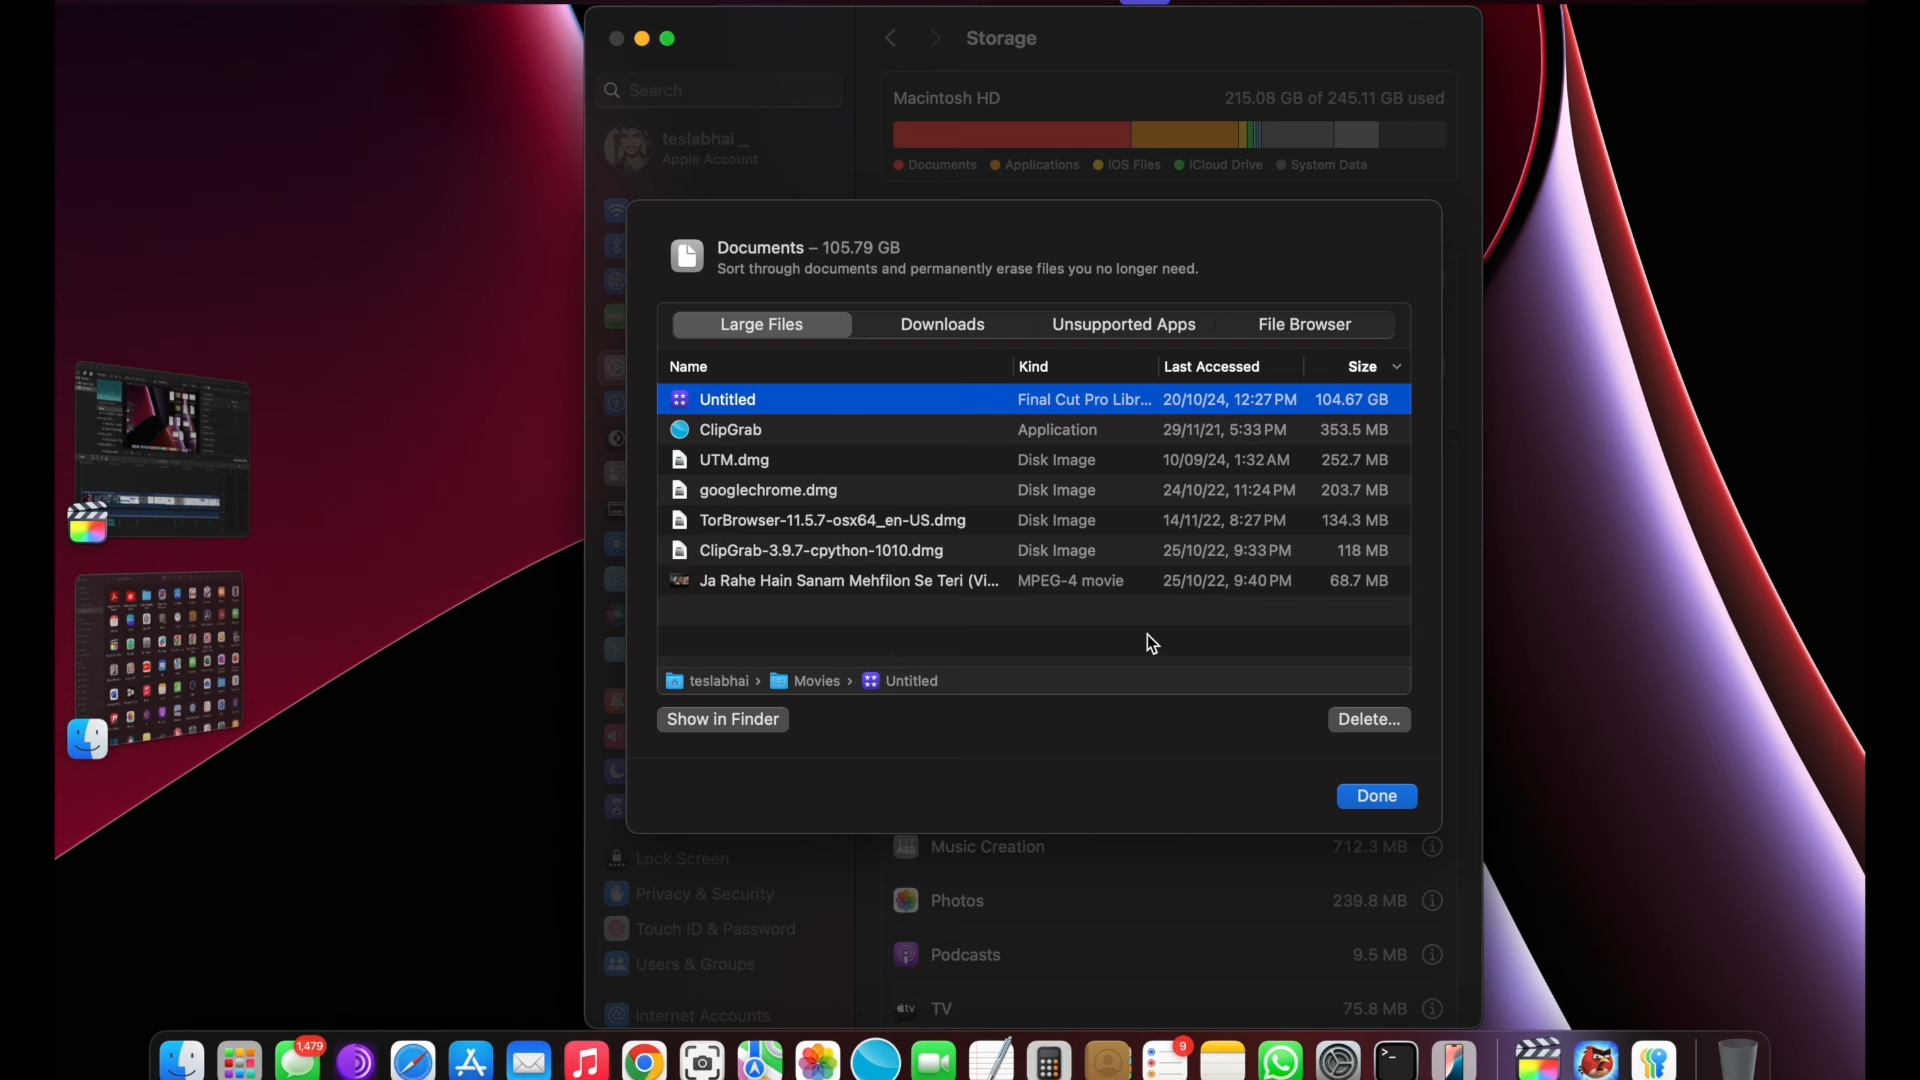 Storage
Search
teslabhai _
Apple Account
Macintosh HD
215.08 GB of 245.11 GB used
Documents Applications iOS Files iCloud Drive System Data
Documents – 105.79 GB
Sort through documents and permanently erase files you no longer need.
Large Files Downloads Unsupported Apps File Browser
Name Kind Last Accessed Size
Untitled Final Cut Pro Libr... 20/10/24, 12:27 PM 104.67 GB
ClipGrab Application 29/11/21, 5:33 PM 353.5 MB
UTM.dmg Disk Image 10/09/24, 1:32 AM 252.7 MB
googlechrome.dmg Disk Image 24/10/22, 11:24 PM 203.7 MB
TorBrowser-11.5.7-osx64_en-US.dmg Disk Image 14/11/22, 8:27 PM 134.3 MB
ClipGrab-3.9.7-cpython-1010.dmg Disk Image 25/10/22, 9:33 PM 118 MB
Ja Rahe Hain Sanam Mehfilon Se Teri (Vi... MPEG-4 movie 25/10/22, 9:40 PM 68.7 MB
teslabhai › Movies › Untitled
Show in Finder Delete...
Done
Lock Screen
Privacy & Security
Touch ID & Password
Users & Groups
Internet Accounts
Music Creation 712.3 MB
Photos 239.8 MB
Podcasts 9.5 MB
tv TV 75.8 MB
1,479
9